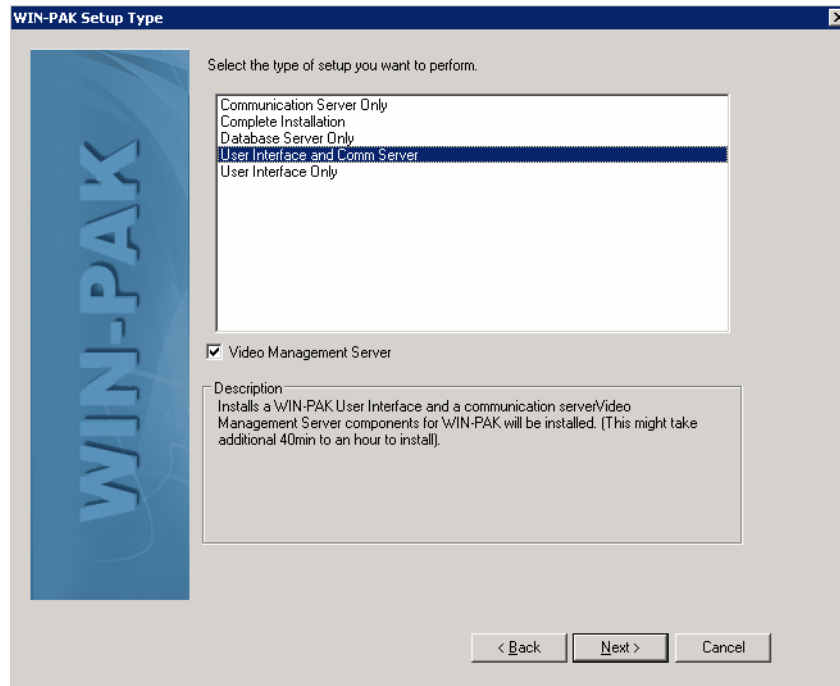 WIN-PAK Setup Type
Select the type of setup you want to perform.
Communication Server Only
Complete Installation
Database Server Only
User Interface and Comm Server
User Interface Only
WIN-PAK
Video Management Server
Description
Installs a WIN-PAK User Interface and a communication serverVideo
Management Server components for WIN-PAK will be installed. (This might take
additional 40min to an hour to install).
< Back
Next >
Cancel